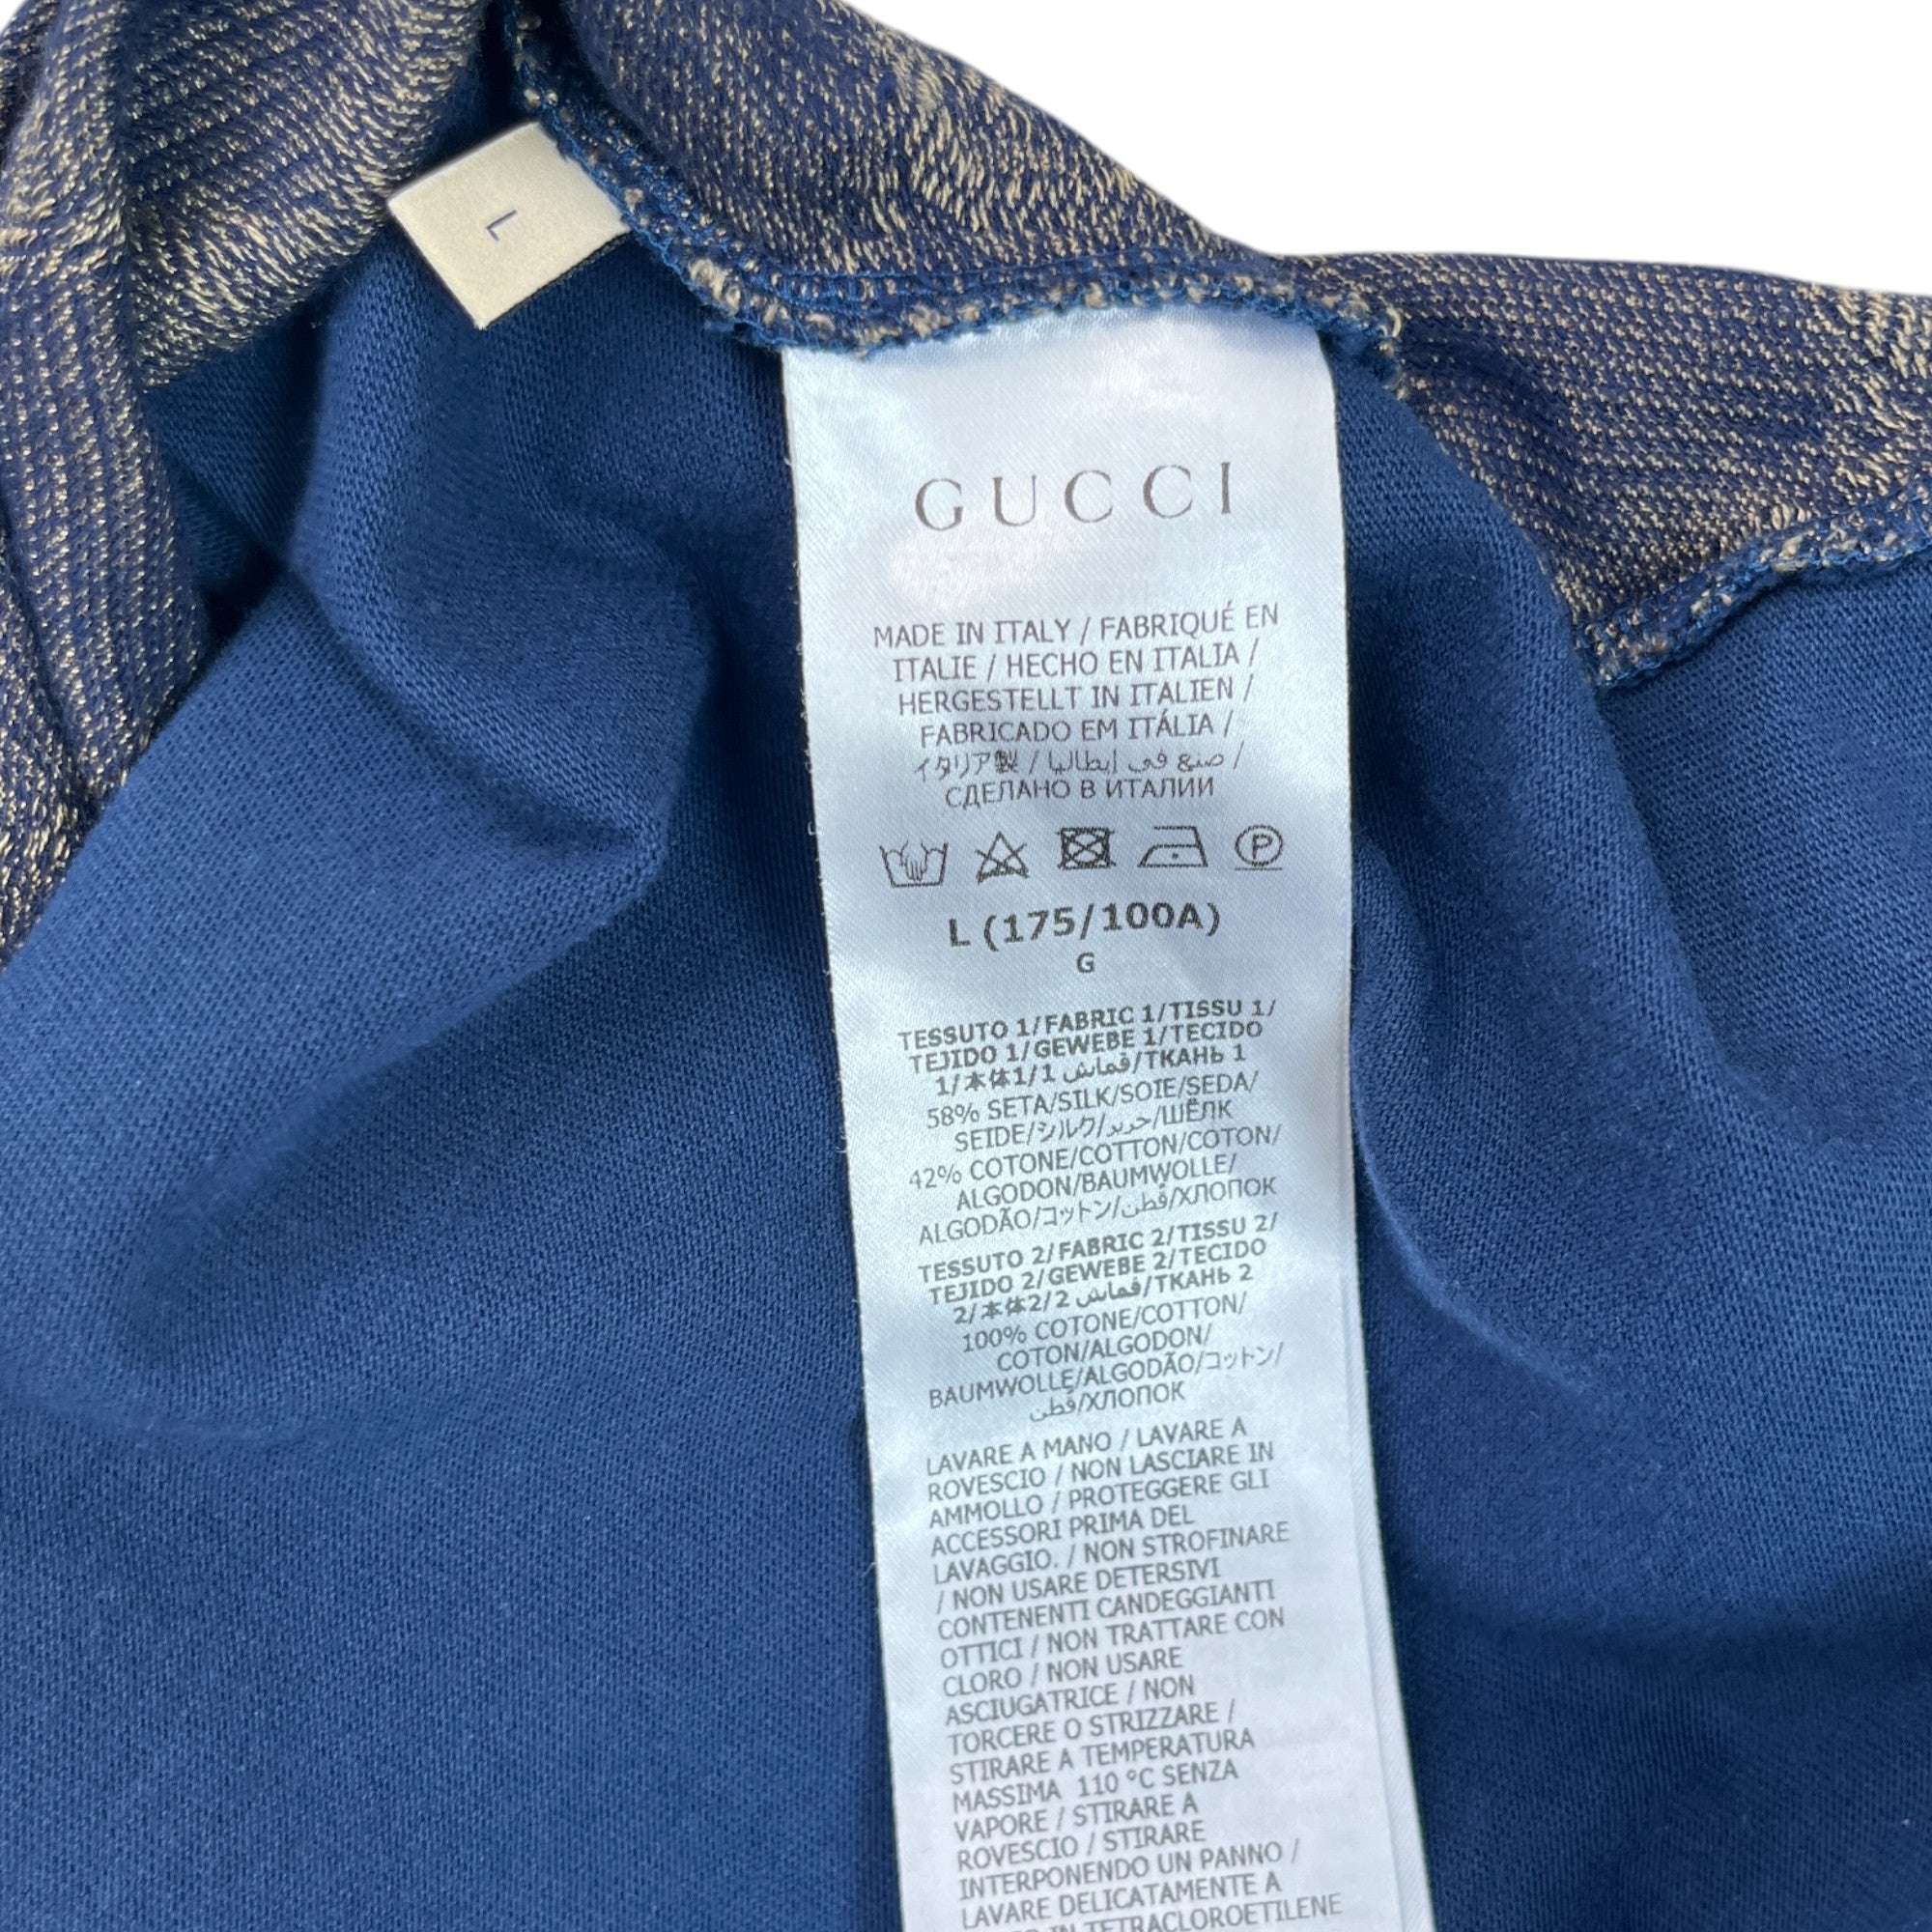 L
GUCCI
MADE IN ITALY / FABRIQUÉ EN
ITALIE / HECHO EN ITALIA /
HERGESTELLT IN ITALIEN /
FABRICADO EM ITÁLIA /
イタリア製 / صنع في إيطاليا /
СДЕЛАНО В ИТАЛИИ
P
L (175/100A)
G
TESSUTO 1/FABRIC 1/TISSU 1/
TEJIDO 1/GEWEBE 1/TECIDO
1/本体1/1 قماش/ТКАНЬ 1
58% SETA/SILK/SOIE/SEDA/
SEIDE/シルク/حرير/ШЁЛК
42% COTONE/COTTON/COTON/
ALGODON/BAUMWOLLE/
ALGODÃO/コットン/قطن/ХЛОПОК
TESSUTO 2/FABRIC 2/TISSU 2/
TEJIDO 2/GEWEBE 2/TECIDO
2/本体2/2 قماش/ТКАНЬ 2
100% COTONE/COTTON/
COTON/ALGODON/
BAUMWOLLE/ALGODÃO/コットン/
قطن/ХЛОПОК
LAVARE A MANO / LAVARE A
ROVESCIO / NON LASCIARE IN
AMMOLLO / PROTEGGERE GLI
ACCESSORI PRIMA DEL
LAVAGGIO. / NON STROFINARE
/ NON USARE DETERSIVI
CONTENENTI CANDEGGIANTI
OTTICI / NON TRATTARE CON
CLORO / NON USARE
ASCIUGATRICE / NON
TORCERE O STRIZZARE /
STIRARE A TEMPERATURA
MASSIMA 110 °C SENZA
VAPORE / STIRARE A
ROVESCIO / STIRARE
INTERPONENDO UN PANNO /
LAVARE DELICATAMENTE A
IN TETRACLOROETILENE